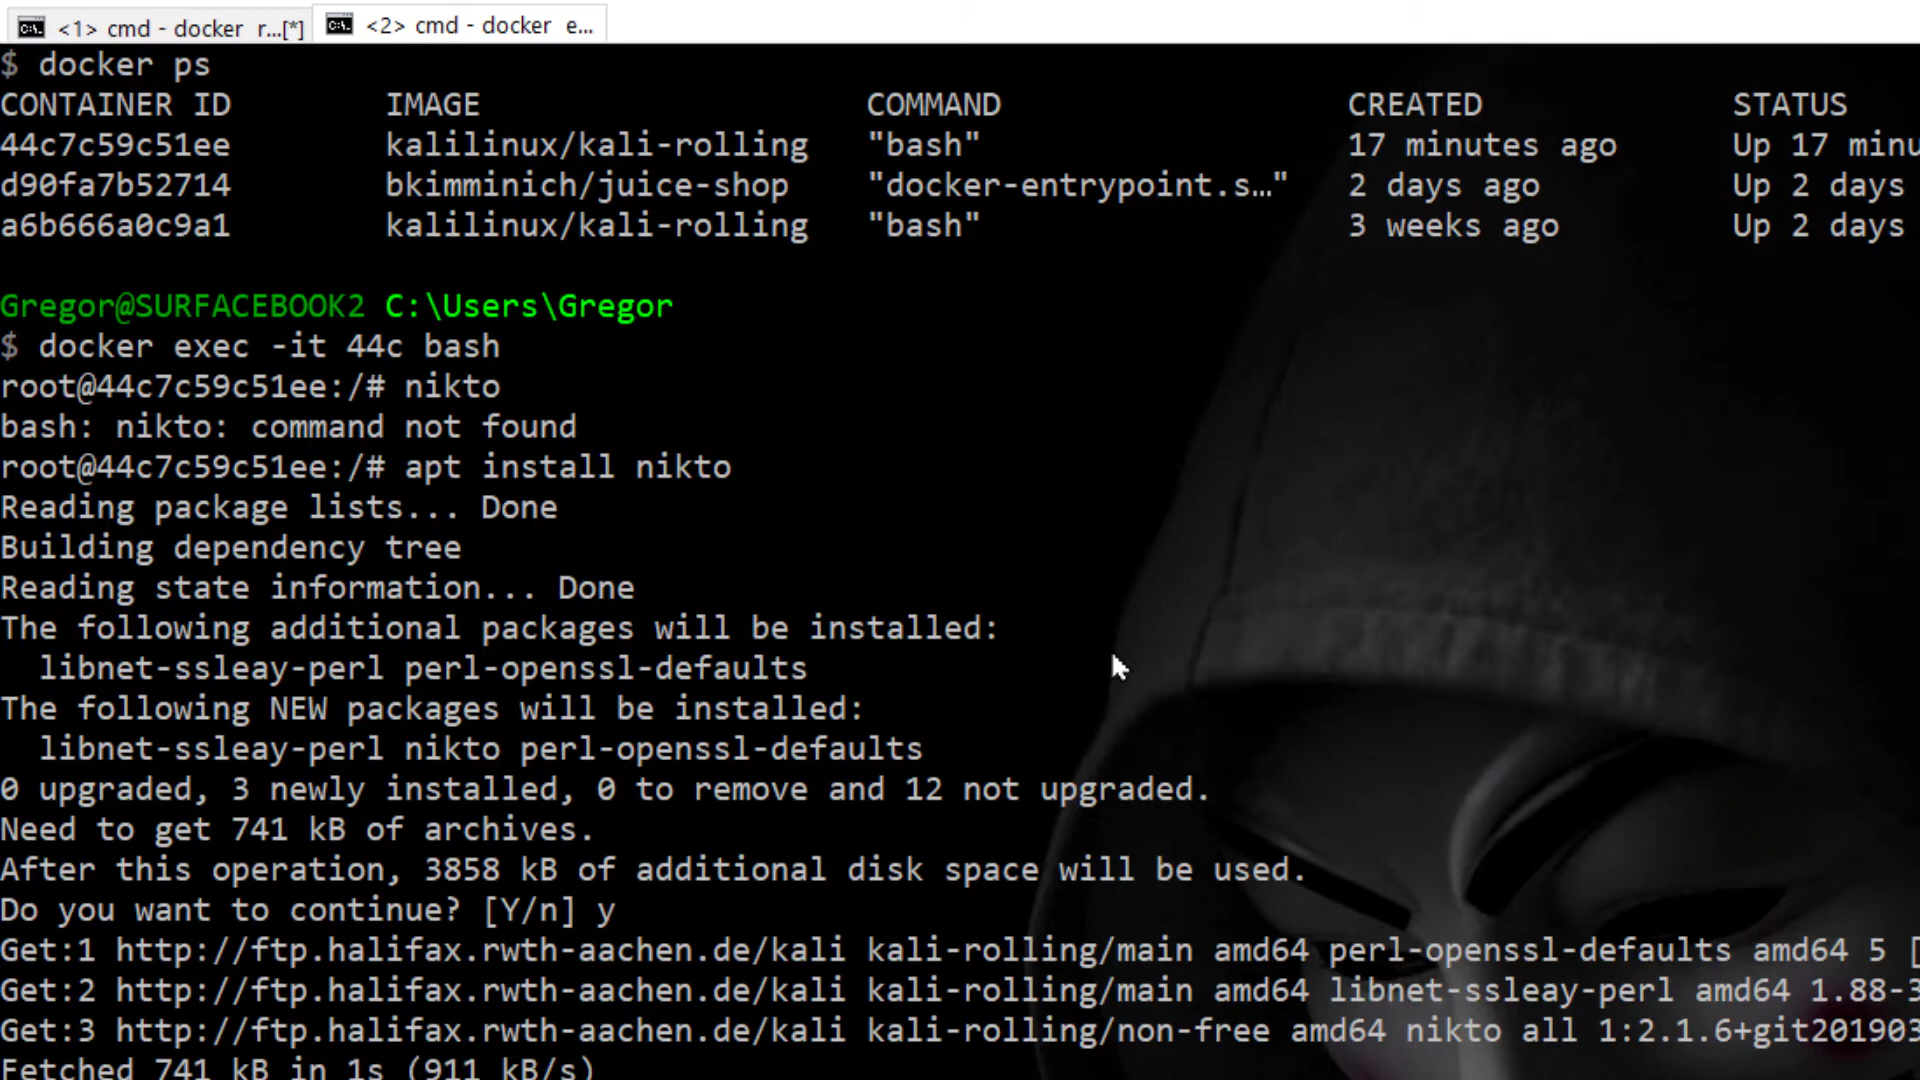 <1> cmd - docker r...[*]
<2> cmd - docker e...
$ docker ps
CONTAINER ID IMAGE COMMAND CREATED STATUS
44c7c59c51ee kalilinux/kali-rolling "bash" 17 minutes ago Up 17 minu
d90fa7b52714 bkimminich/juice-shop "docker-entrypoint.s…" 2 days ago Up 2 days
a6b666a0c9a1 kalilinux/kali-rolling "bash" 3 weeks ago Up 2 days
Gregor@SURFACEBOOK2 C:\Users\Gregor
$ docker exec -it 44c bash
root@44c7c59c51ee:/# nikto
bash: nikto: command not found
root@44c7c59c51ee:/# apt install nikto
Reading package lists... Done
Building dependency tree
Reading state information... Done
The following additional packages will be installed:
libnet-ssleay-perl perl-openssl-defaults
The following NEW packages will be installed:
libnet-ssleay-perl nikto perl-openssl-defaults
0 upgraded, 3 newly installed, 0 to remove and 12 not upgraded.
Need to get 741 kB of archives.
After this operation, 3858 kB of additional disk space will be used.
Do you want to continue? [Y/n] y
Get:1 http://ftp.halifax.rwth-aachen.de/kali kali-rolling/main amd64 perl-openssl-defaults amd64 5 [
Get:2 http://ftp.halifax.rwth-aachen.de/kali kali-rolling/main amd64 libnet-ssleay-perl amd64 1.88-3
Get:3 http://ftp.halifax.rwth-aachen.de/kali kali-rolling/non-free amd64 nikto all 1:2.1.6+git201903
Fetched 741 kB in 1s (911 kB/s)